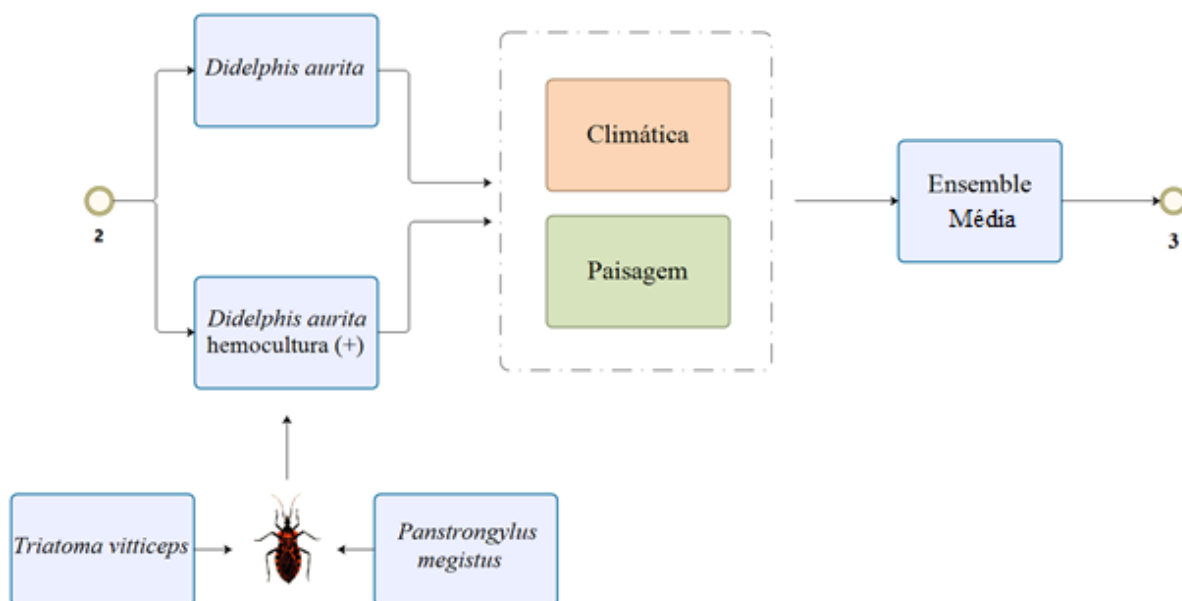 Didelphis aurita
Climática
Ensemble
Média
2
3
Paisagem
Didelphis aurita
hemocultura (+)
Triatoma vitticeps
Panstrongylus
megistus